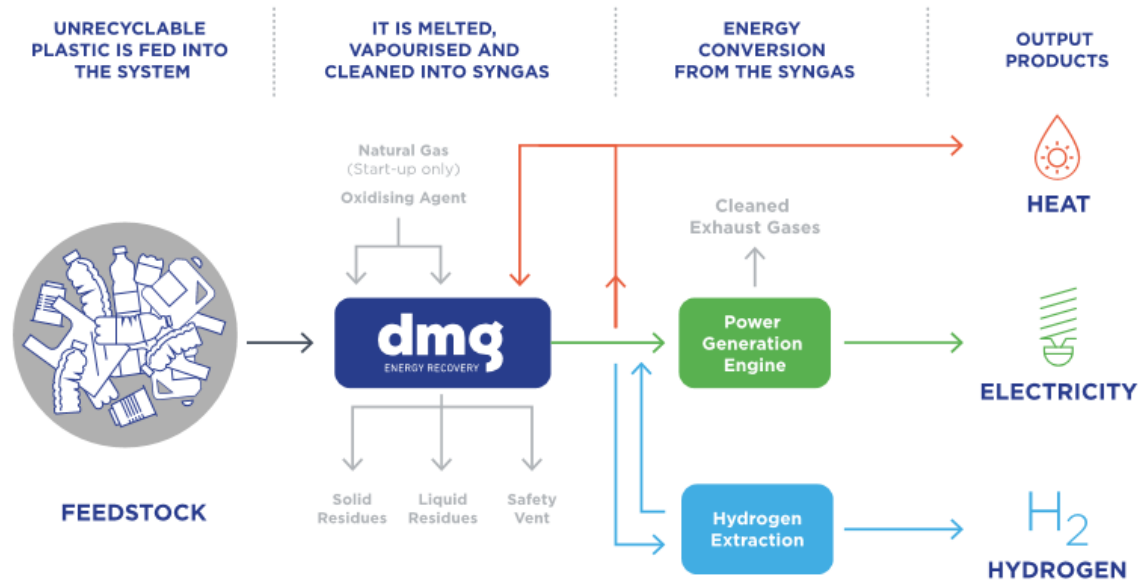 UNRECYCLABLE
PLASTIC IS FED INTO
THE SYSTEM
IT IS MELTED,
VAPOURISED AND
CLEANED INTO SYNGAS
ENERGY
CONVERSION
FROM THE SYNGAS
OUTPUT
PRODUCTS
Natural Gas
(Start-up only)
Oxidising Agent
Cleaned
Exhaust Gases
HEAT
dmg
ENERGY RECOVERY
Power
Generation
Engine
ELECTRICITY
FEEDSTOCK
Solid
Residues
Liquid
Residues
Safety
Vent
Hydrogen
Extraction
H2
HYDROGEN